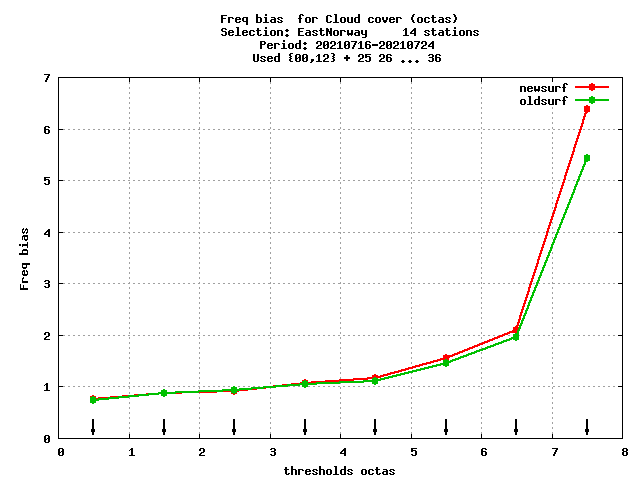 Freq bias  for Cloud cover (octas)
Selection: EastNorway     14 stations
Period: 20210716-20210724
Used {00,12} + 25 26 ... 36
newsurf
oldsurf
7
6
5
4
3
2
1
0
Freq bias
0 1 2 3 4 5 6 7 8
thresholds octas